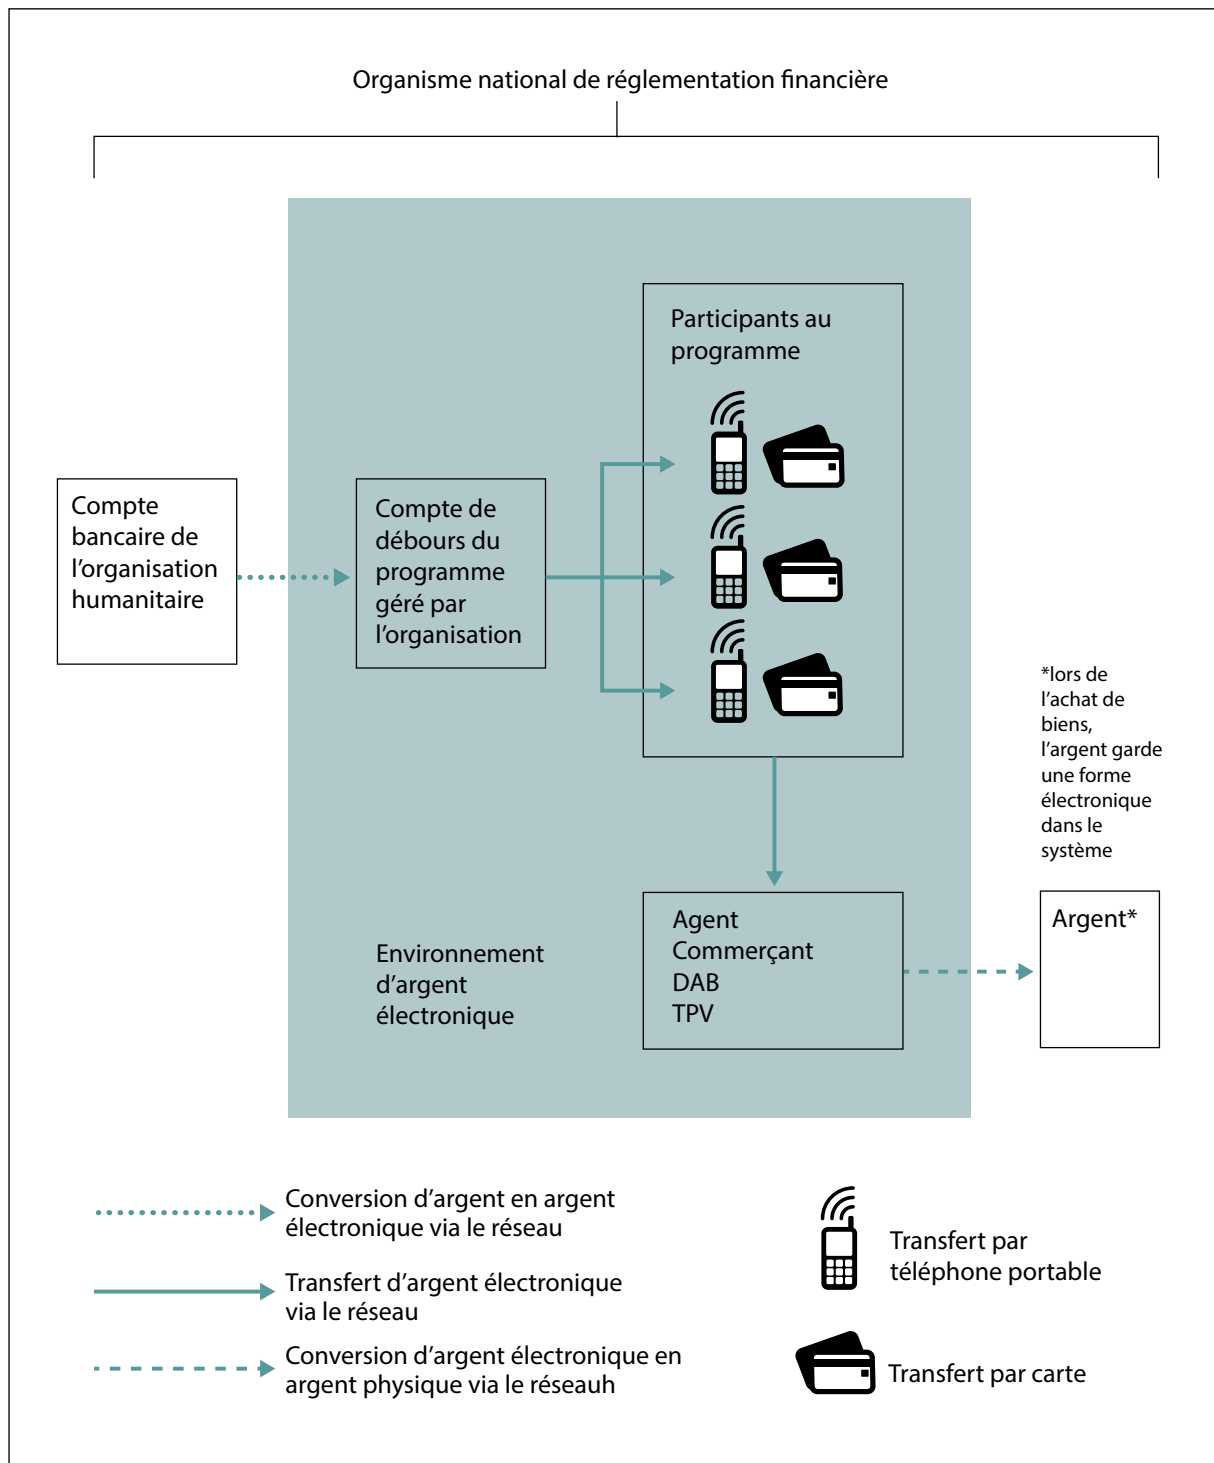 Organisme national de réglementation financière
Participants au
programme
Compte
bancaire de
l’organisation
humanitaire
Compte de
débours du
programme
géré par
l’organisation
*lors de
l’achat de
biens,
l’argent garde
une forme
électronique
dans le
système
Environnement
d’argent
électronique
Agent
Commerçant
DAB
TPV
Argent*
Conversion d’argent en argent
électronique via le réseau
Transfert d’argent électronique
via le réseau
Conversion d’argent électronique en
argent physique via le réseauh
Transfert par
téléphone portable
Transfert par carte